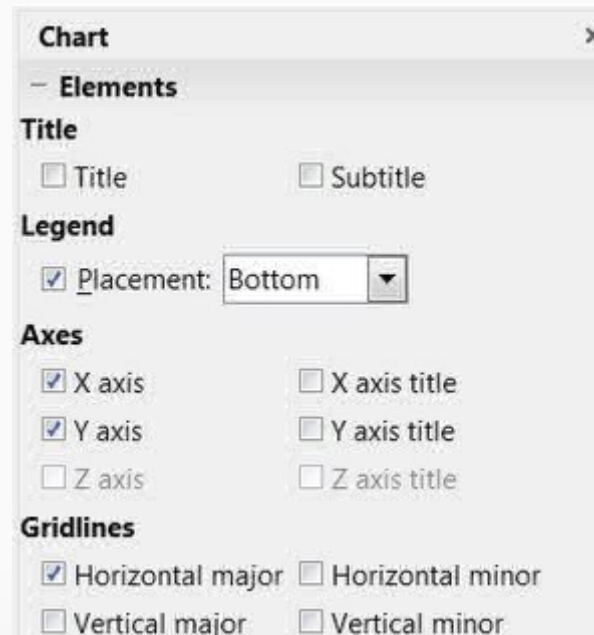 Chart
Elements
Title
Title Subtitle
Legend
Placement: Bottom
Axes
X axis X axis title
Y axis Y axis title
Z axis Z axis title
Gridlines
Horizontal major Horizontal minor
Vertical major Vertical minor